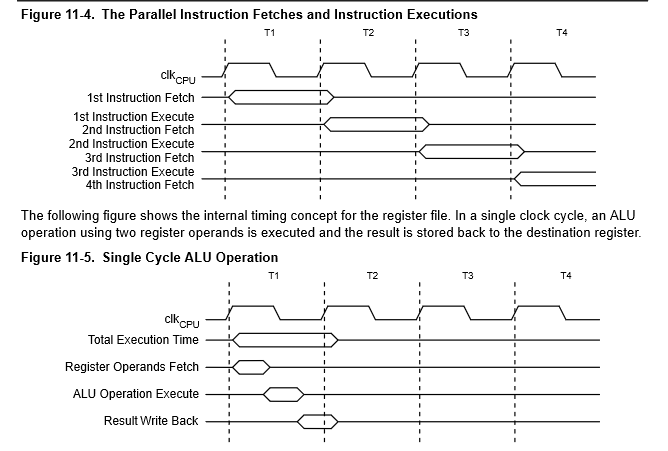 Figure 11-4. The Parallel Instruction Fetches and Instruction Executions
T1 T2 T3 T4
clkCPU
1st Instruction Fetch
1st Instruction Execute
2nd Instruction Fetch
2nd Instruction Execute
3rd Instruction Fetch
3rd Instruction Execute
4th Instruction Fetch
The following figure shows the internal timing concept for the register file. In a single clock cycle, an ALU
operation using two register operands is executed and the result is stored back to the destination register.
Figure 11-5. Single Cycle ALU Operation
T1 T2 T3 T4
clkCPU
Total Execution Time
Register Operands Fetch
ALU Operation Execute
Result Write Back